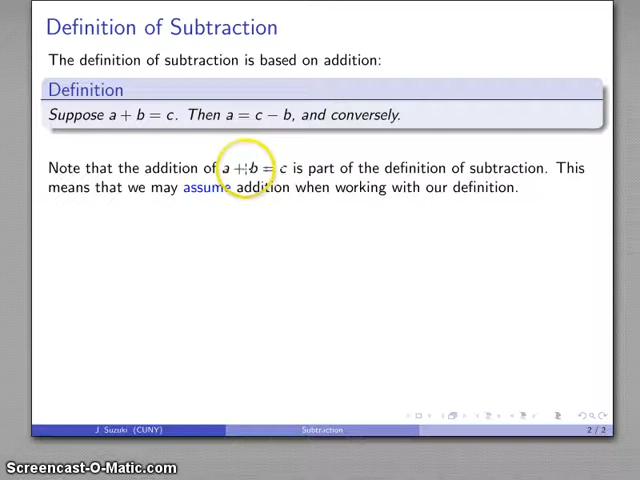 Definition of Subtraction
The definition of subtraction is based on addition:
Definition
Suppose a + b = c. Then a = c − b, and conversely.
Note that the addition of a + b = c is part of the definition of subtraction. This
means that we may assume addition when working with our definition.
J. Suzuki (CUNY) Subtraction 2 / 2
Screencast-O-Matic.com